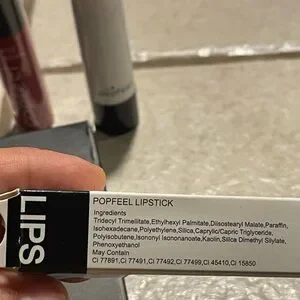 POPFEEL LIPSTICK
Ingredients
Tridecyl Trimellitate,Ethylhexyl Palmitate,Diisostearyl Malate,Paraffin,
Isohexadecane,Polyethylene,Silica,Caprylic/Capric Triglyceride,
Polyisobutene,Isononyl Isononanoate,Kaolin,Silica Dimethyl Silylate,
Phenoxyethanol
May Contain
Ci 77891,Ci 77491,Ci 77492,Ci 77499,Ci 45410,Ci 15850
LIPS